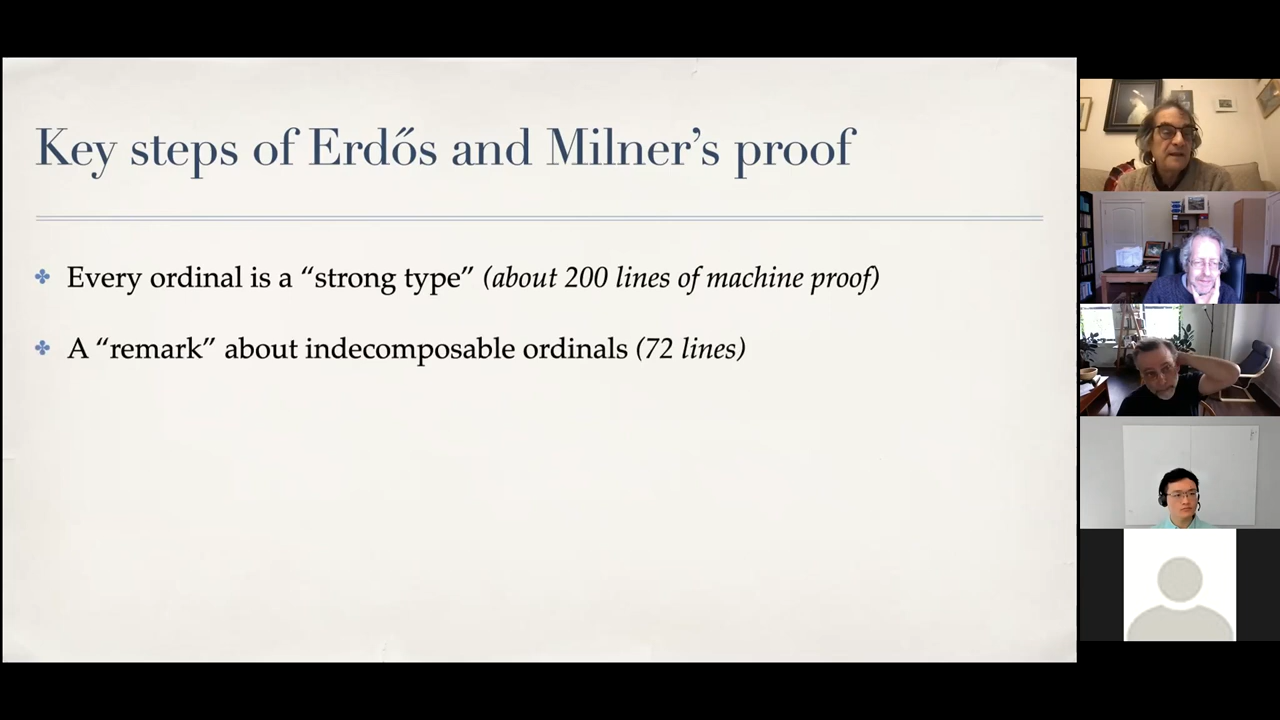 Key steps of Erdős and Milner’s proof
Every ordinal is a “strong type” (about 200 lines of machine proof)
A “remark” about indecomposable ordinals (72 lines)